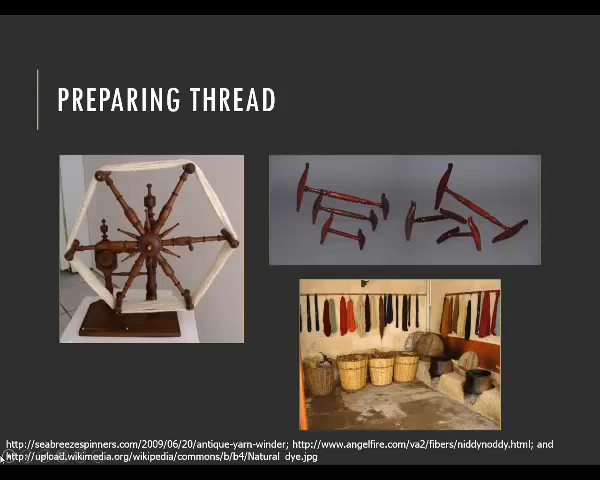 PREPARING THREAD
http://seabreezespinners.com/2009/06/20/antique-yarn-winder; http://www.angelfire.com/va2/fibers/niddynoddy.html; and
http://upload.wikimedia.org/wikipedia/commons/b/b4/Natural_dye.jpg